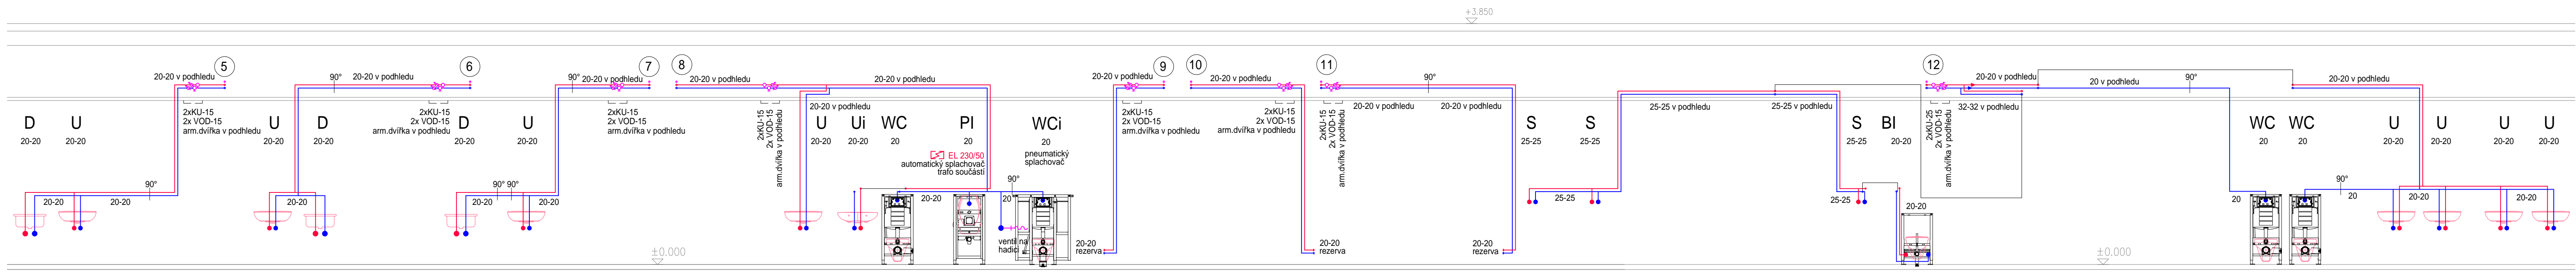 +3.850
5
6
7
8
9
10
11
12
20-20 v podhledu
90°
20-20 v podhledu
90°
20-20 v podhledu
20-20 v podhledu
20-20 v podhledu
20-20 v podhledu
20-20 v podhledu
20-20 v podhledu
90°
20-20 v podhledu
20 v podhledu
90°
20-20 v podhledu
2xKU-15
2x VOD-15
arm.dvířka v podhledu
2xKU-15
2x VOD-15
arm.dvířka v podhledu
2xKU-15
2x VOD-15
arm.dvířka v podhledu
2xKU-15
2x VOD-15
arm.dvířka v podhledu
20-20 v podhledu
2xKU-15
2x VOD-15
arm.dvířka v podhledu
2xKU-15
2x VOD-15
arm.dvířka v podhledu
2xKU-15
2x VOD-15
arm.dvířka v podhledu
20-20 v podhledu
20-20 v podhledu
25-25 v podhledu
25-25 v podhledu
2xKU-25
2x VOD-15
arm.dvířka v podhledu
32-32 v podhledu
D
20-20
U
20-20
U
20-20
D
20-20
D
20-20
U
20-20
U
20-20
Ui
20-20
WC
20
PI
20
WCi
20
pneumatický
splachovač
EL 230/50
automatický splachovač
trafo součástí
S
25-25
S
25-25
S
25-25
BI
20-20
WC
20
WC
20
U
20-20
U
20-20
U
20-20
U
20-20
90°
20-20
20-20
20-20
90° 90°
20-20
20-20
90°
20-20
20
ventil na
hadici
20-20
rezerva
20-20
rezerva
20-20
rezerva
25-25
25-25
20-20
20
90°
20
20-20
20-20
±0.000
±0.000